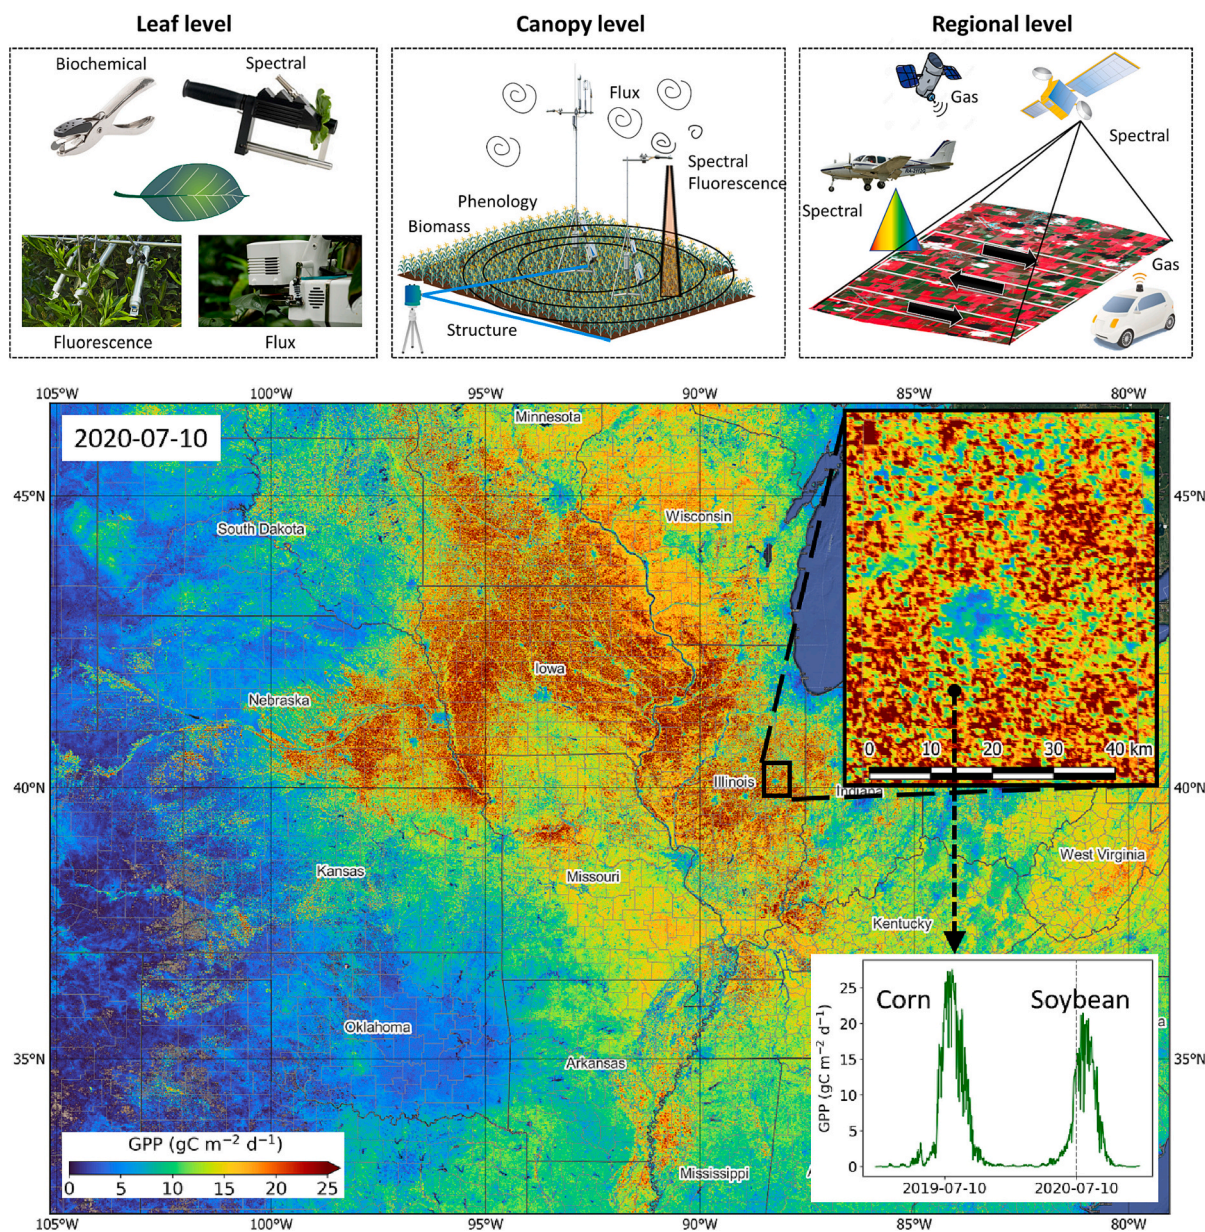 Leaf level
Canopy level
Regional level
Biochemical
Spectral
Fluorescence
Flux
Flux
Spectral
Fluorescence
Phenology
Biomass
Structure
Gas
Spectral
Spectral
Gas
105°W
100°W
95°W
90°W
85°W
80°W
2020-07-10
Minnesota
45°N
45°N
South Dakota
Wisconsin
Iowa
Nebraska
0 10 20 30 40 km
Illinois
Indiana
40°N
40°N
West Virginia
Kansas
Missouri
Kentucky
Oklahoma
Arkansas
35°N
35°N
Mississippi
GPP (gC m⁻² d⁻¹)
0 5 10 15 20 25
Corn
Soybean
GPP (gC m⁻² d⁻¹)
25
20
15
10
5
0
2019-07-10
2020-07-10
105°W
100°W
95°W
90°W
85°W
80°W